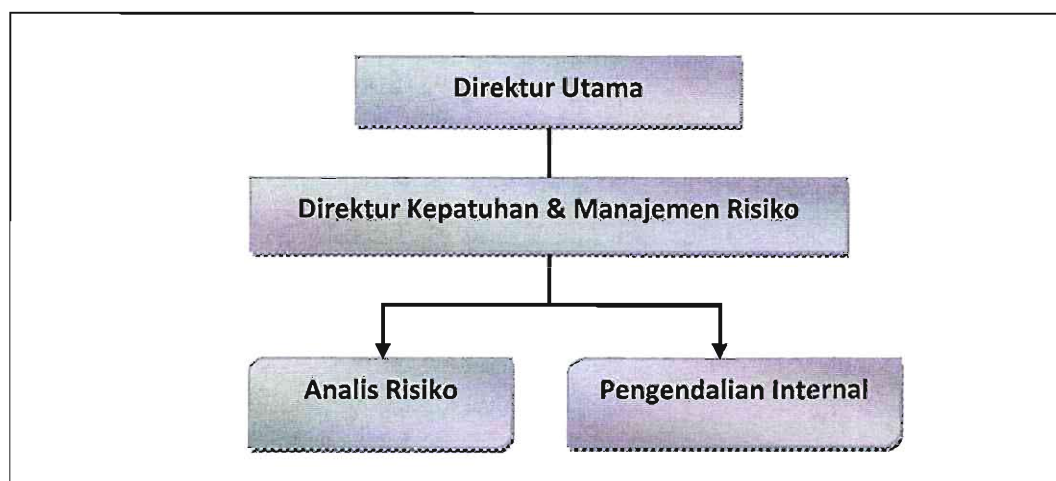 Direktur Utama
Direktur Kepatuhan & Manajemen Risiko
Analis Risiko
Pengendalian Internal